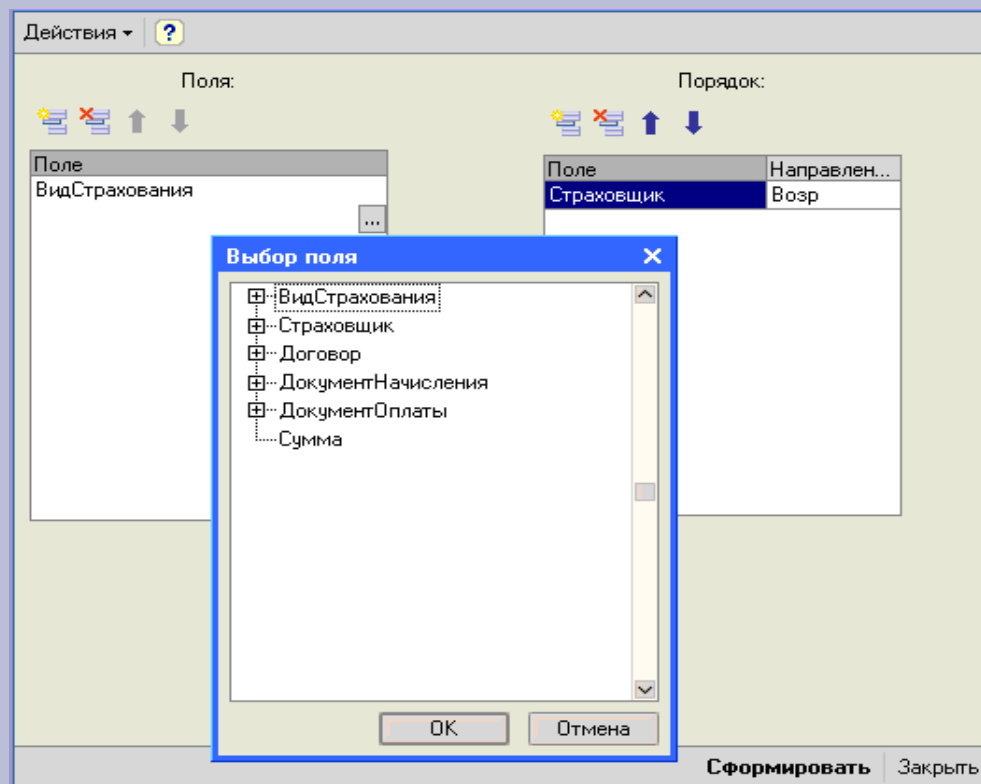 Действия ?
Поля: Порядок:
Поле
ВидСтрахования
...
Поле Направлен...
Страховщик Возр
Выбор поля
ВидСтрахования
Страховщик
Договор
ДокументНачисления
ДокументОплаты
Сумма
ОК Отмена
Сформировать Закрыть